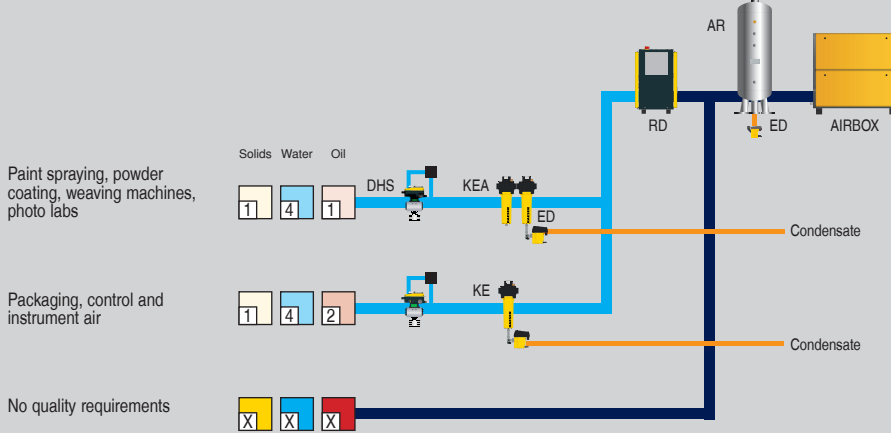 AR
RD
ED
AIRBOX
Solids Water Oil
Paint spraying, powder
coating, weaving machines,
photo labs
1 4 1
DHS
KEA
ED
Condensate
Packaging, control and
instrument air
1 4 2
KE
Condensate
No quality requirements
X X X